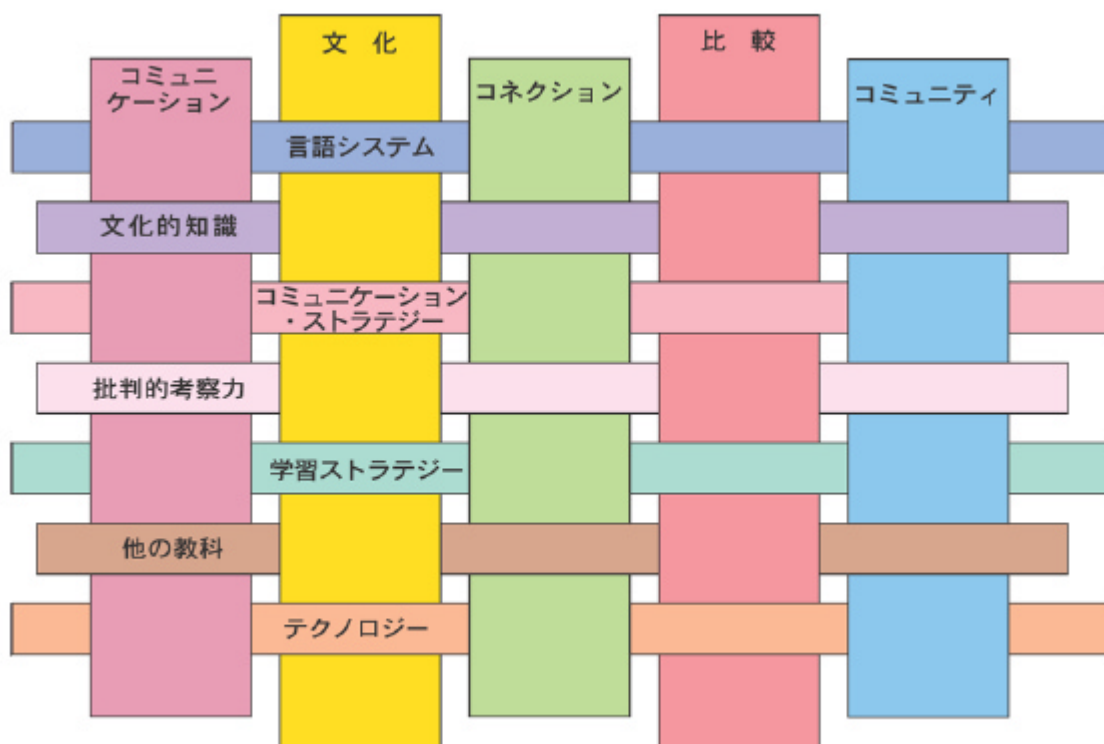 文化
比較
コミュニ
ケーション
コネクション
コミュニティ
言語システム
文化的知識
コミュニケーション
・ストラテジー
批判的考察力
学習ストラテジー
他の教科
テクノロジー